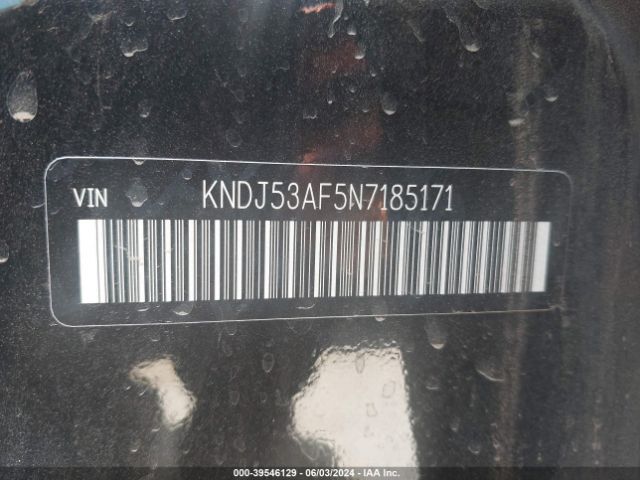 VIN KNDJ53AF5N7185171
000-39546129 - 06/03/2024 - IAA Inc.